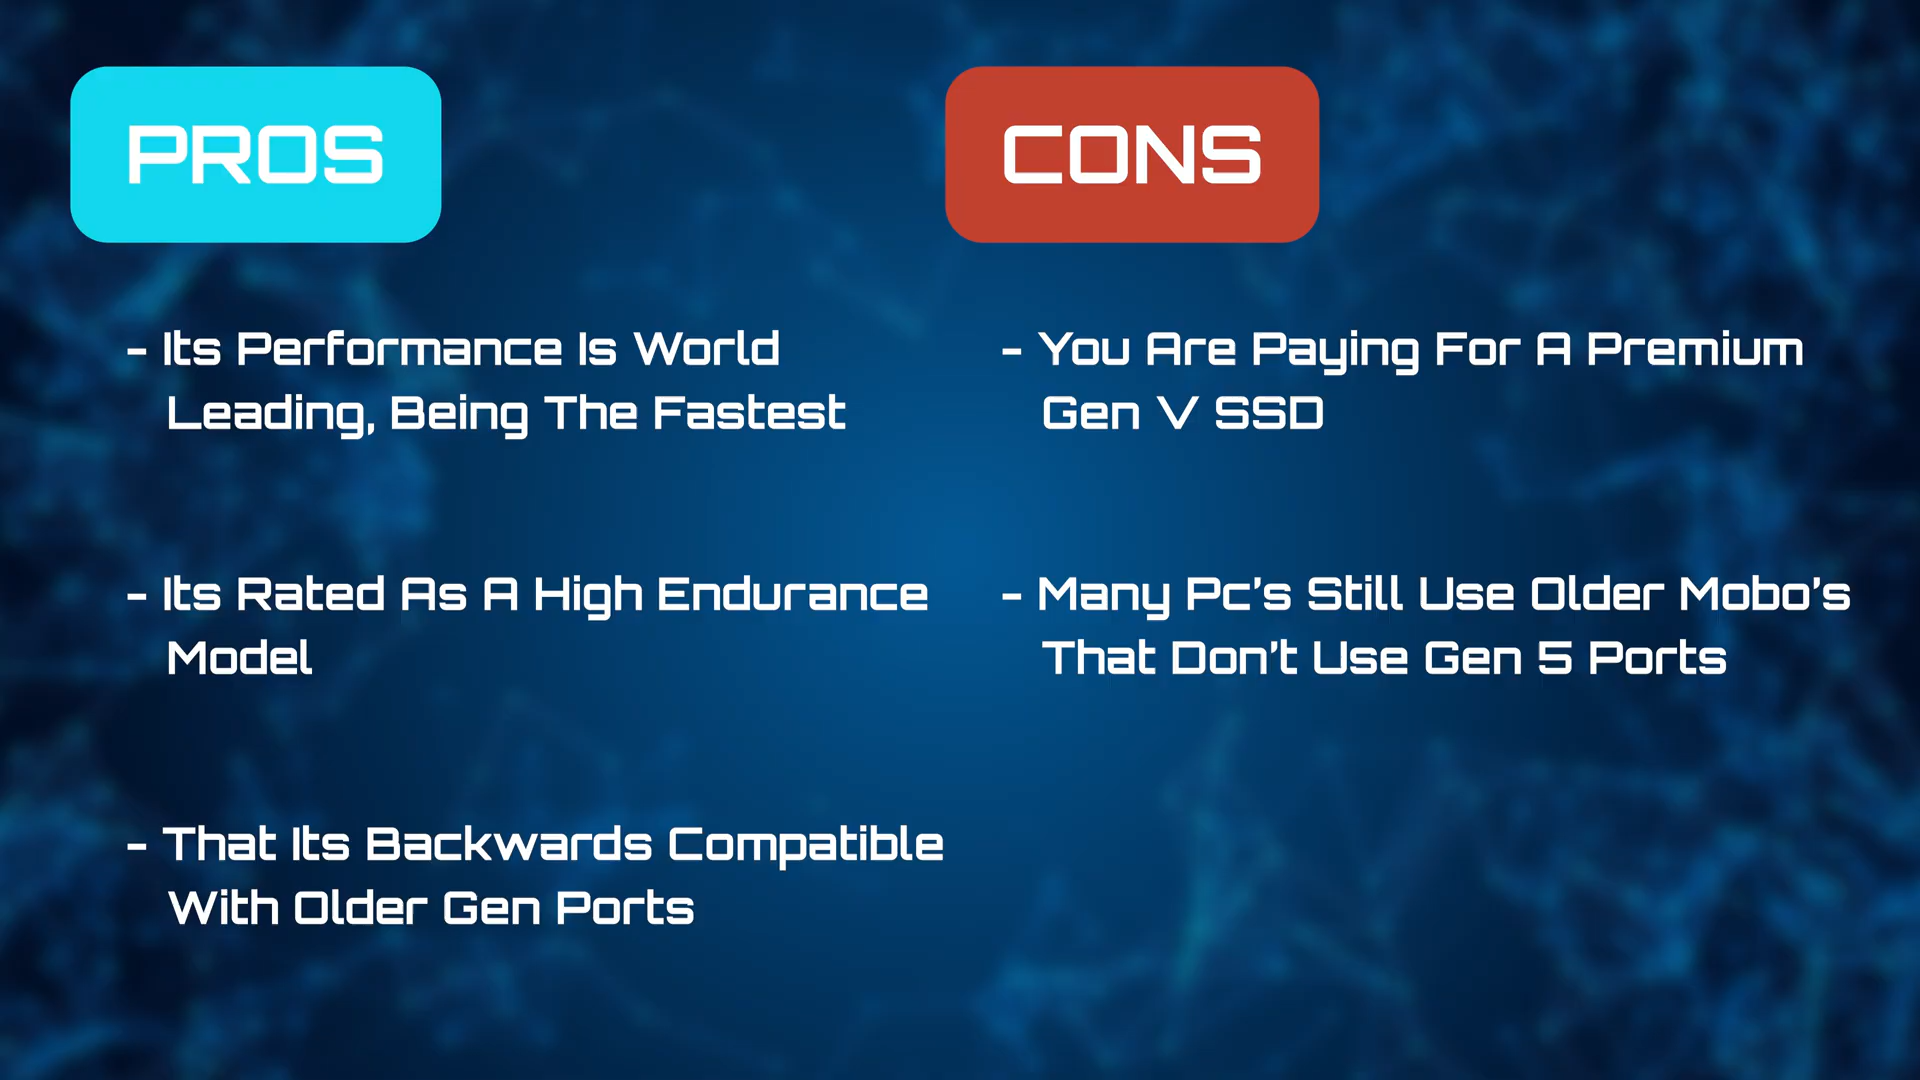 PROS
- Its Performance Is World
Leading, Being The Fastest
- Its Rated As A High Endurance
Model
- That Its Backwards Compatible
With Older Gen Ports
CONS
- You Are Paying For A Premium
Gen V SSD
- Many Pc's Still Use Older Mobo's
That Don't Use Gen 5 Ports